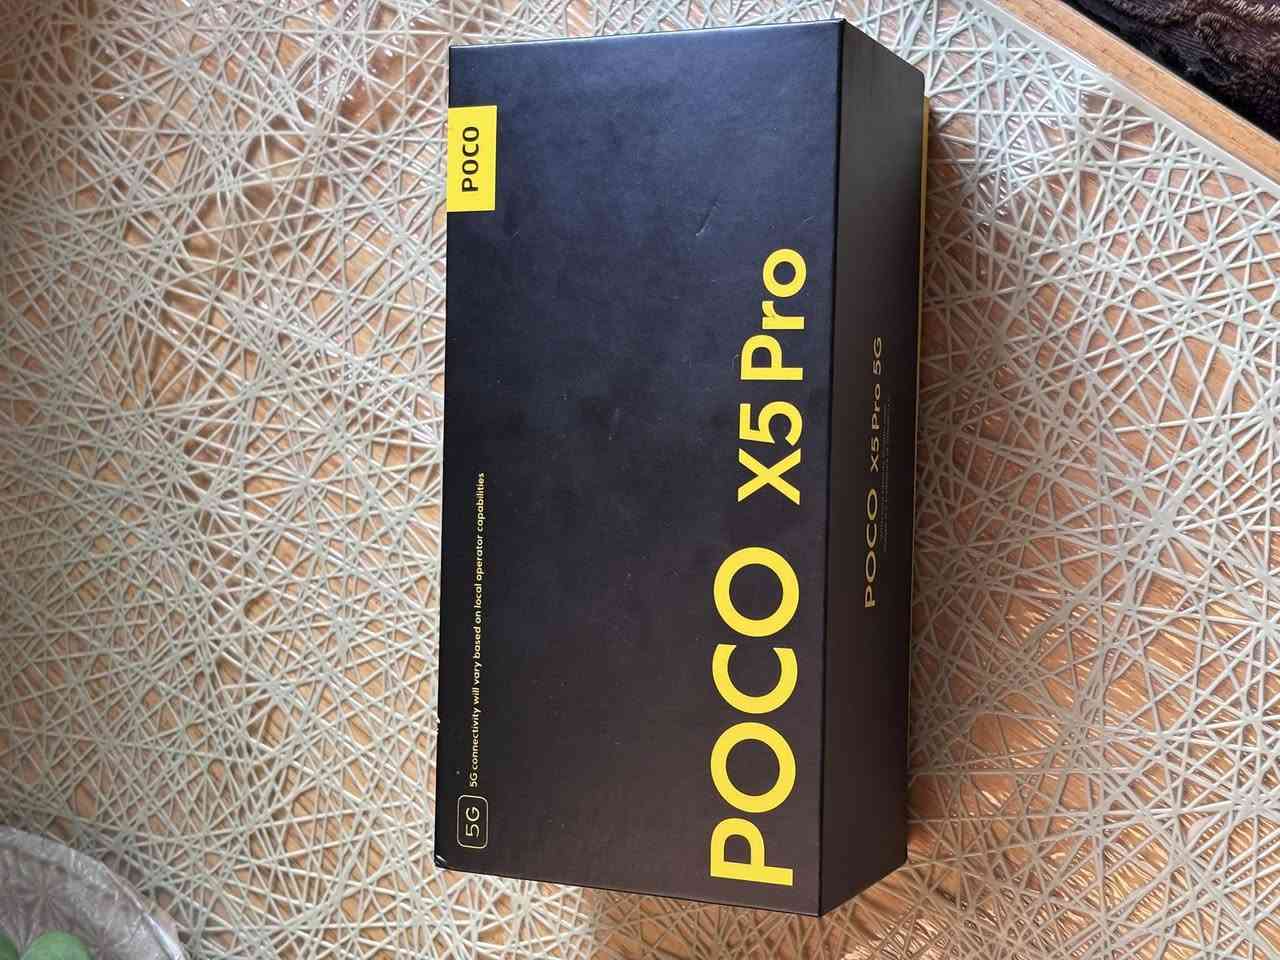 POCO
5G
5G connectivity will vary based on local operator capabilities
POCO X5 Pro
POCO X5 Pro 5G